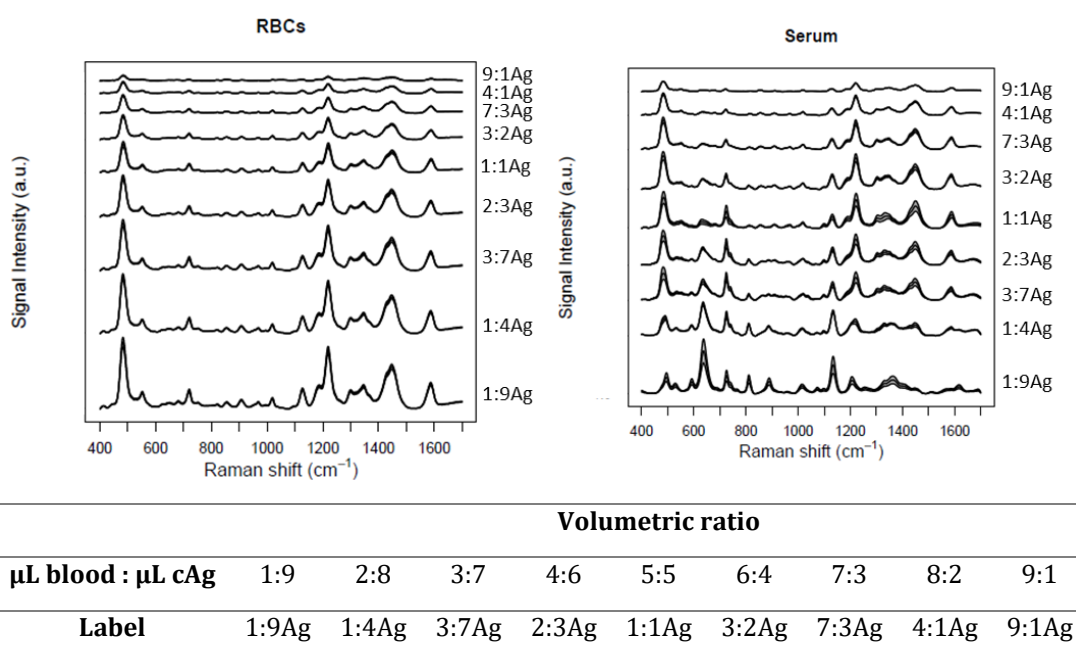 RBCs
Signal Intensity (a.u.)
9:1Ag
4:1Ag
7:3Ag
3:2Ag
1:1Ag
2:3Ag
3:7Ag
1:4Ag
1:9Ag
400 600 800 1000 1200 1400 1600
Raman shift (cm⁻¹)
Serum
Signal Intensity (a.u.)
9:1Ag
4:1Ag
7:3Ag
3:2Ag
1:1Ag
2:3Ag
3:7Ag
1:4Ag
1:9Ag
400 600 800 1000 1200 1400 1600
Raman shift (cm⁻¹)
Volumetric ratio
μL blood : μL cAg 1:9 2:8 3:7 4:6 5:5 6:4 7:3 8:2 9:1
Label 1:9Ag 1:4Ag 3:7Ag 2:3Ag 1:1Ag 3:2Ag 7:3Ag 4:1Ag 9:1Ag